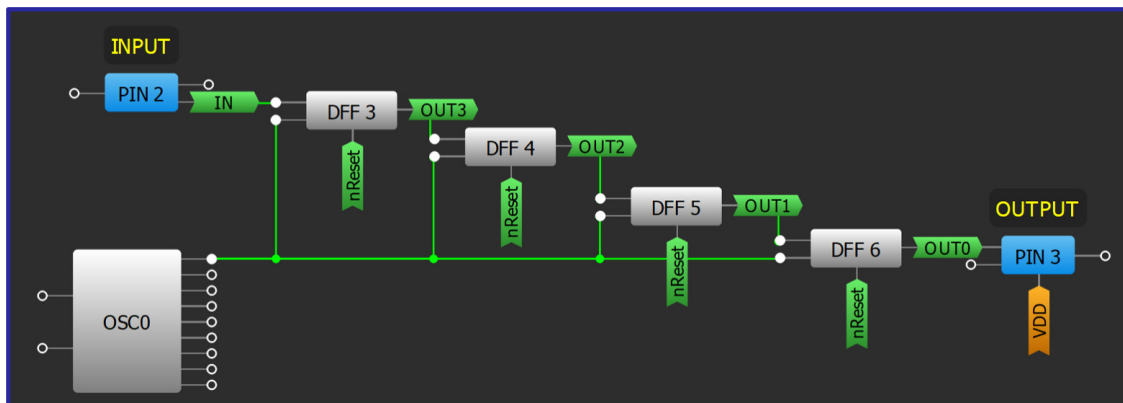 INPUT
PIN 2
IN
DFF 3
OUT3
nReset
DFF 4
OUT2
nReset
DFF 5
OUT1
nReset
DFF 6
OUT0
nReset
OUTPUT
PIN 3
VDD
OSC0